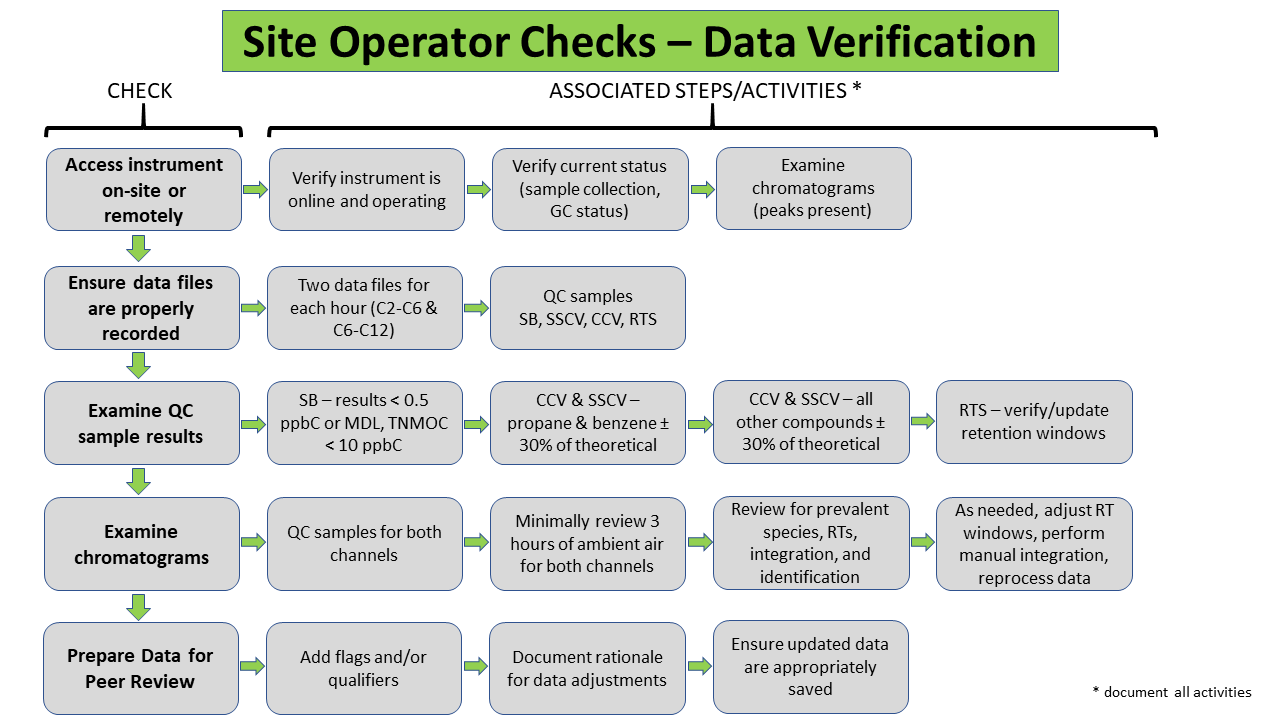 Site Operator Checks – Data Verification
CHECK
ASSOCIATED STEPS/ACTIVITIES *
Access instrument
on-site or
remotely
Verify instrument is
online and operating
Verify current status
(sample collection,
GC status)
Examine
chromatograms
(peaks present)
Ensure data files
are properly
recorded
Two data files for
each hour (C2-C6 &
C6-C12)
QC samples
SB, SSCV, CCV, RTS
Examine QC
sample results
SB – results < 0.5
ppbC or MDL, TNMOC
< 10 ppbC
CCV & SSCV –
propane & benzene ±
30% of theoretical
CCV & SSCV – all
other compounds ±
30% of theoretical
RTS – verify/update
retention windows
Examine
chromatograms
QC samples for both
channels
Minimally review 3
hours of ambient air
for both channels
Review for prevalent
species, RTs,
integration, and
identification
As needed, adjust RT
windows, perform
manual integration,
reprocess data
Prepare Data for
Peer Review
Add flags and/or
qualifiers
Document rationale
for data adjustments
Ensure updated data
are appropriately
saved
* document all activities